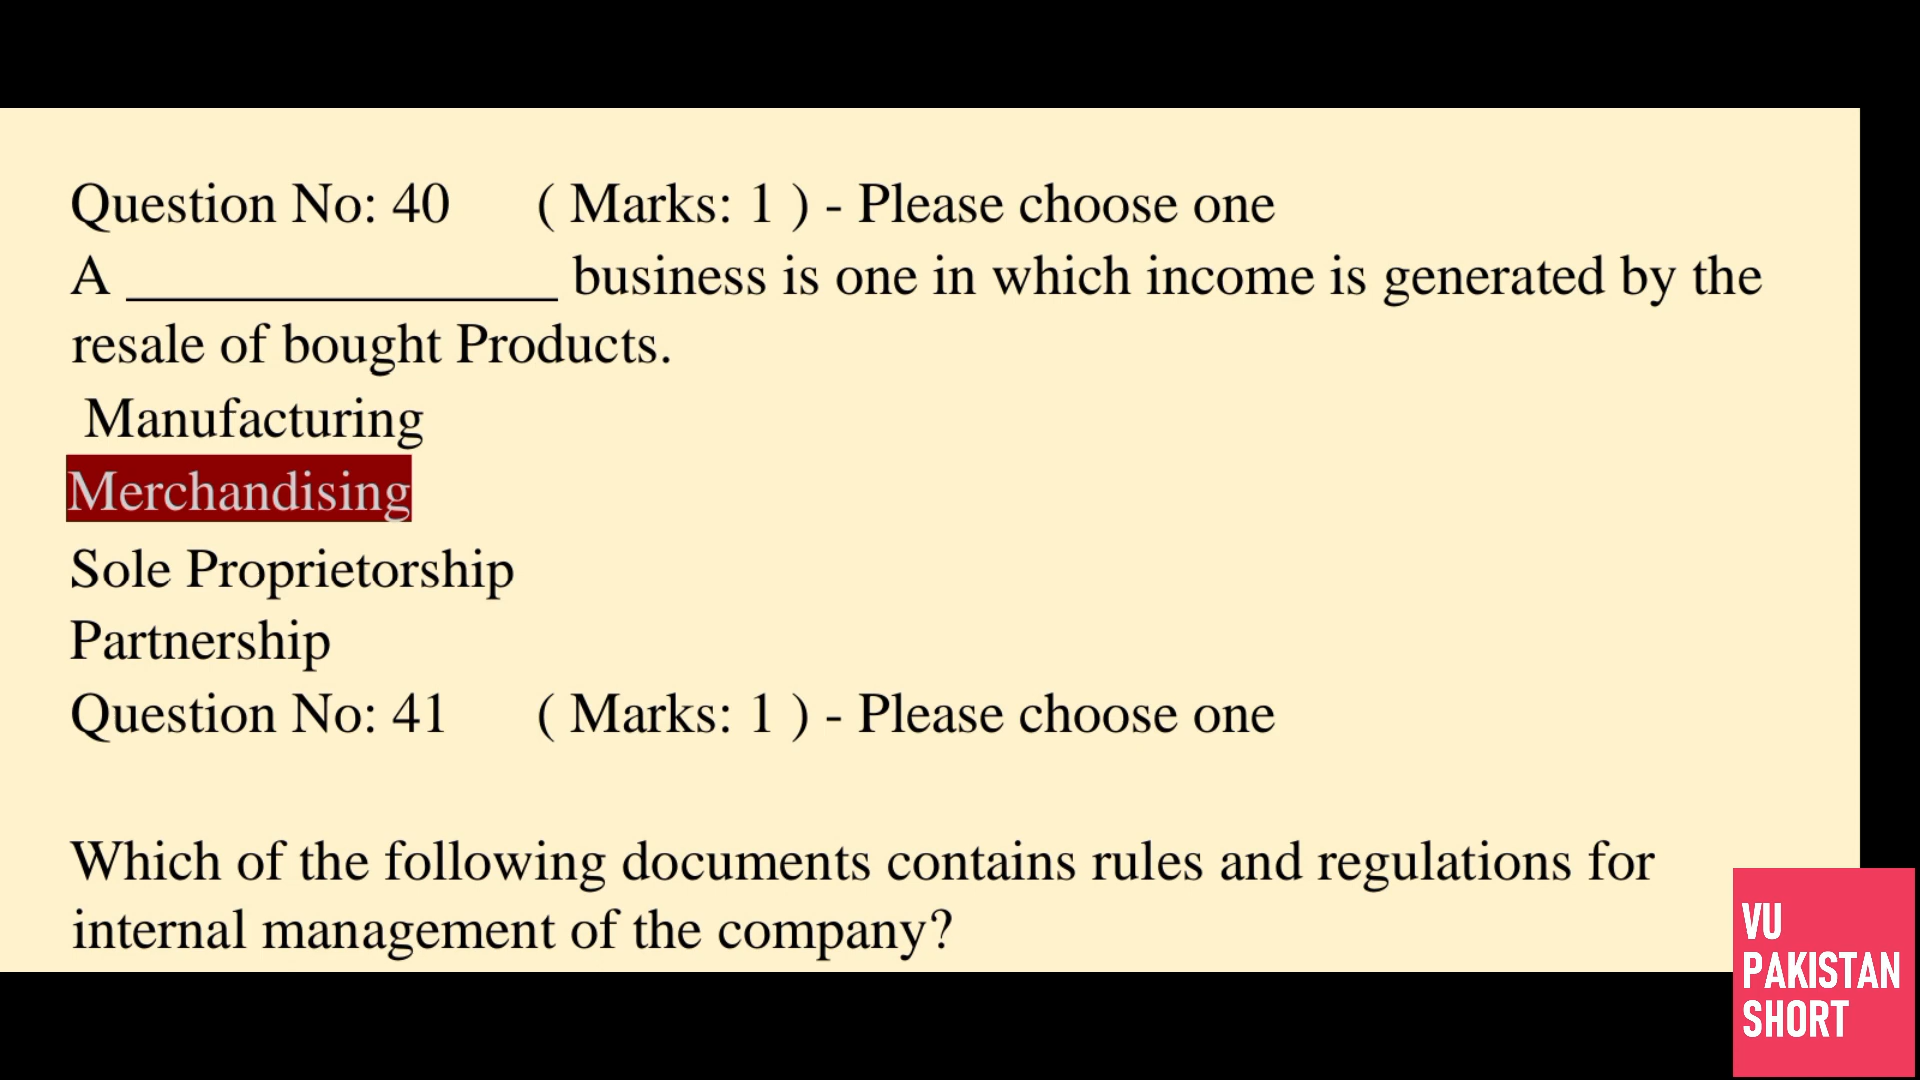 Question No: 40 ( Marks: 1 ) - Please choose one
A _______________ business is one in which income is generated by the
resale of bought Products.
Manufacturing
Merchandising
Sole Proprietorship
Partnership
Question No: 41 ( Marks: 1 ) - Please choose one
Which of the following documents contains rules and regulations for
internal management of the company?
VU
PAKISTAN
SHORT